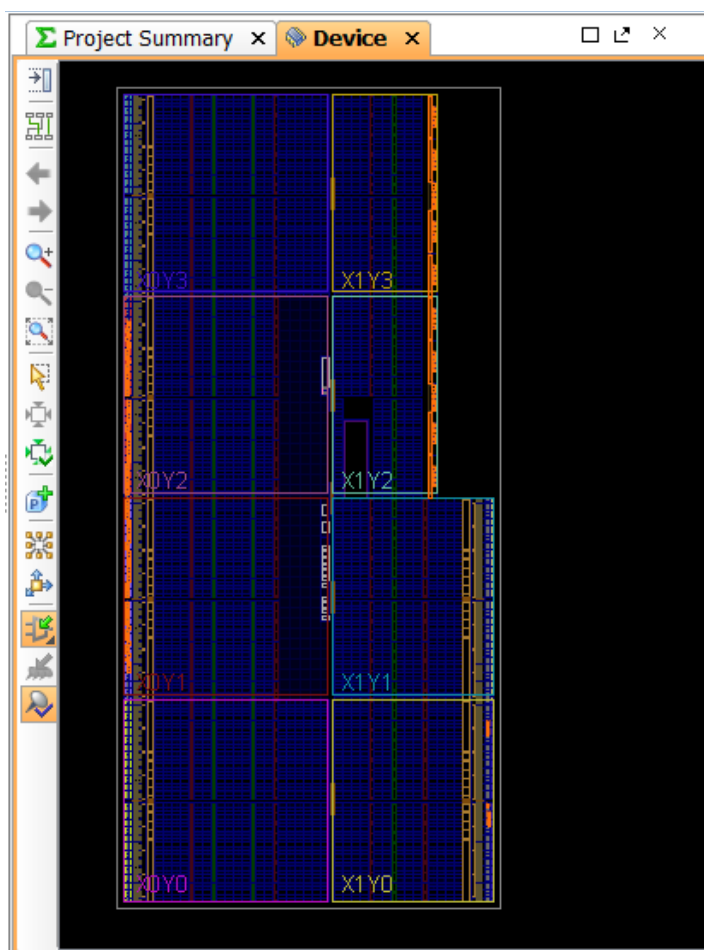 Project Summary
Device
X0Y3
X1Y3
X0Y2
X1Y2
X0Y1
X1Y1
X0Y0
X1Y0